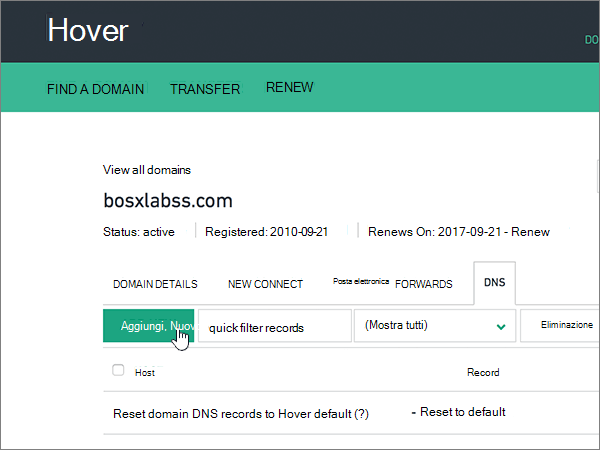 Hover
DO
FIND A DOMAIN TRANSFER RENEW
View all domains
bosxlabss.com
Status: active Registered: 2010-09-21 Renews On: 2017-09-21 - Renew
DOMAIN DETAILS NEW CONNECT Posta elettronica FORWARDS DNS
Aggiungi, Nuov quick filter records (Mostra tutti) Eliminazione
Host Record
Reset domain DNS records to Hover default (?) - Reset to default